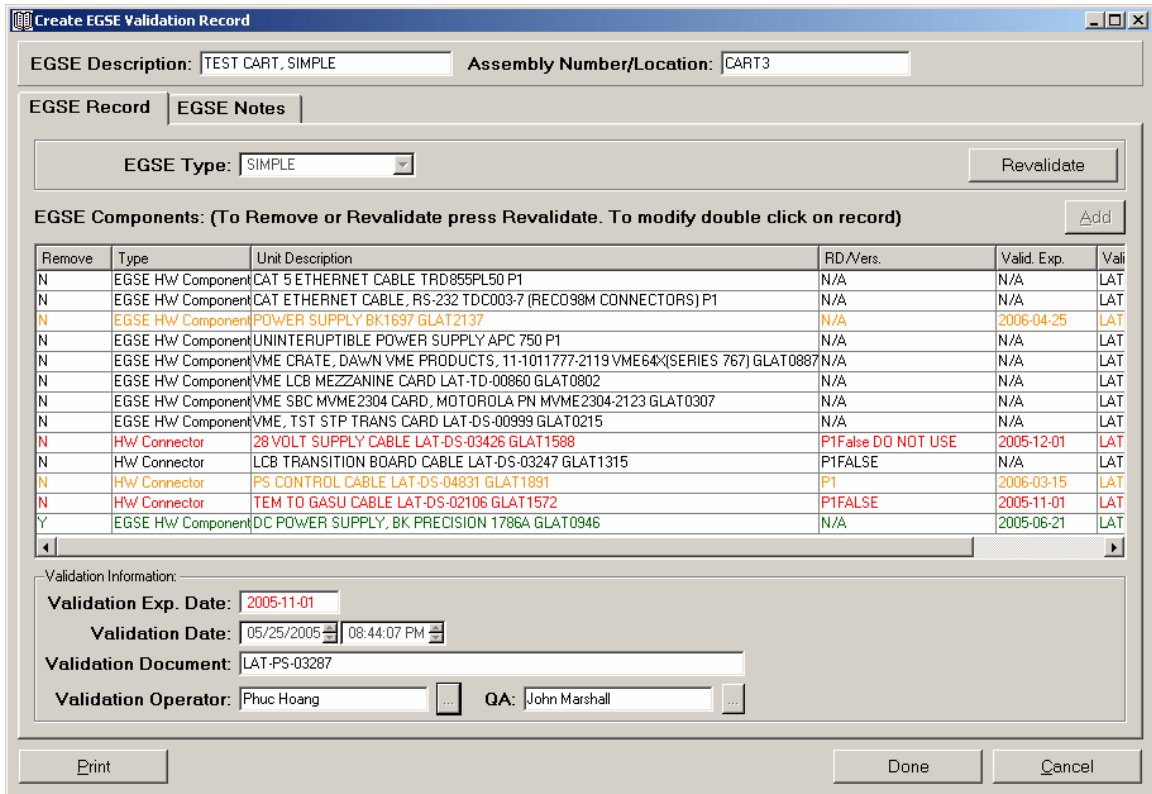 Create EGSE Validation Record
EGSE Description: TEST CART, SIMPLE Assembly Number/Location: CART3
EGSE Record EGSE Notes
EGSE Type: SIMPLE Revalidate
EGSE Components: (To Remove or Revalidate press Revalidate. To modify double click on record) Add
Remove Type Unit Description RD/Vers. Valid. Exp. Vali
N EGSE HW Component CAT 5 ETHERNET CABLE TRD855PL50 P1 N/A N/A LAT
N EGSE HW Component CAT ETHERNET CABLE, RS-232 TDC003-7 (RECO98M CONNECTORS) P1 N/A N/A LAT
N EGSE HW Component POWER SUPPLY BK1697 GLAT2137 N/A 2006-04-25 LAT
N EGSE HW Component UNINTERUPTIBLE POWER SUPPLY APC 750 P1 N/A N/A LAT
N EGSE HW Component VME CRATE, DAWN VME PRODUCTS, 11-1011777-2119 VME64X(SERIES 767) GLAT0887 N/A N/A LAT
N EGSE HW Component VME LCB MEZZANINE CARD LAT-TD-00860 GLAT0802 N/A N/A LAT
N EGSE HW Component VME SBC MVME2304 CARD, MOTOROLA PN MVME2304-2123 GLAT0307 N/A N/A LAT
N EGSE HW Component VME, TST STP TRANS CARD LAT-DS-00999 GLAT0215 N/A N/A LAT
N HW Connector 28 VOLT SUPPLY CABLE LAT-DS-03426 GLAT1588 P1False DO NOT USE 2005-12-01 LAT
N HW Connector LCB TRANSITION BOARD CABLE LAT-DS-03247 GLAT1315 P1FALSE N/A LAT
N HW Connector PS CONTROL CABLE LAT-DS-04831 GLAT1891 P1 2006-03-15 LAT
N HW Connector TEM TO GASU CABLE LAT-DS-02106 GLAT1572 P1FALSE 2005-11-01 LAT
Y EGSE HW Component DC POWER SUPPLY, BK PRECISION 1786A GLAT0946 N/A 2005-06-21 LAT
Validation Information:
Validation Exp. Date: 2005-11-01
Validation Date: 05/25/2005 08:44:07 PM
Validation Document: LAT-PS-03287
Validation Operator: Phuc Hoang ... QA: John Marshall ...
Print Done Cancel